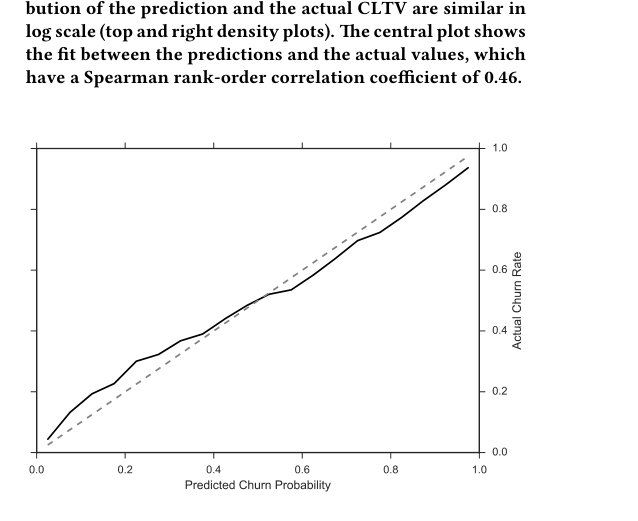 bution of the prediction and the actual CLTV are similar in
log scale (top and right density plots). The central plot shows
the fit between the predictions and the actual values, which
have a Spearman rank-order correlation coefficient of 0.46.
1.0
0.8
0.6
0.4
0.2
0.0
Actual Churn Rate
0.0 0.2 0.4 0.6 0.8 1.0
Predicted Churn Probability